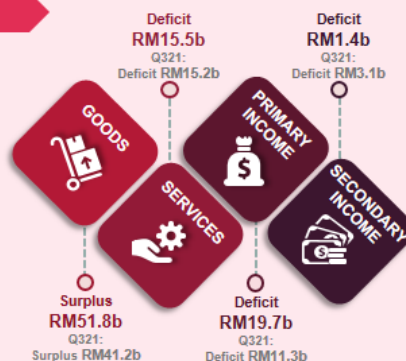 Deficit
RM15.5b
Q321:
Deficit RM15.2b
Deficit
RM1.4b
Q321:
Deficit RM3.1b
GOODS
SERVICES
PRIMARY
INCOME
SECONDARY
INCOME
Surplus
RM51.8b
Q321:
Surplus RM41.2b
Deficit
RM19.7b
Q321:
Deficit RM11.3b